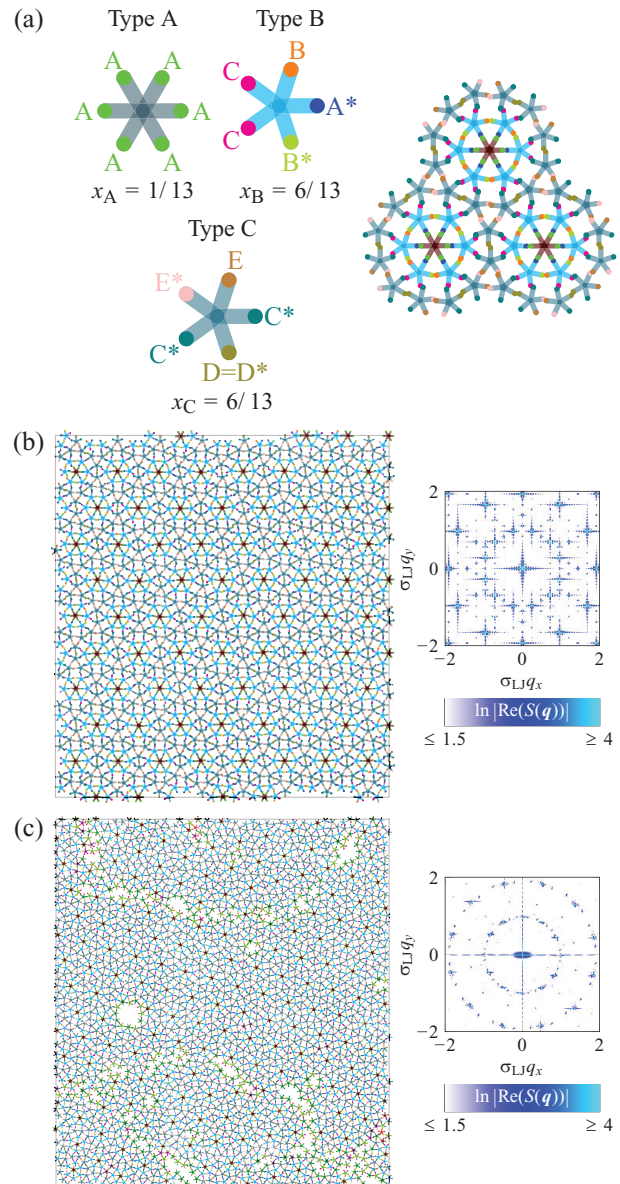 (a)
Type A
Type B
A A
A A
A A
B
C
A*
C
B*
x_A = 1/13
x_B = 6/13
Type C
E
E*
C*
C*
D=D*
x_C = 6/13
(b)
2
σ_LJ q_y
0
−2
−2 0 2
σ_LJ q_x
ln |Re(S(q))|
≤ 1.5 ≥ 4
(c)
2
σ_LJ q_y
0
−2
−2 0 2
σ_LJ q_x
ln |Re(S(q))|
≤ 1.5 ≥ 4